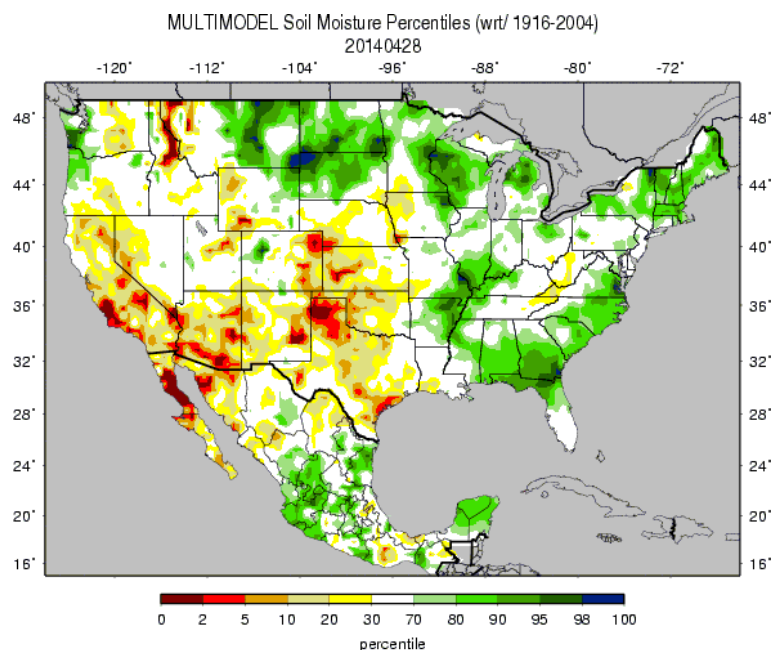 MULTIMODEL Soil Moisture Percentiles (wrt/ 1916-2004)
20140428
-120° -112° -104° -96° -88° -80° -72°
48° 48°
44° 44°
40° 40°
36° 36°
32° 32°
28° 28°
24° 24°
20° 20°
16° 16°
0 2 5 10 20 30 70 80 90 95 98 100
percentile